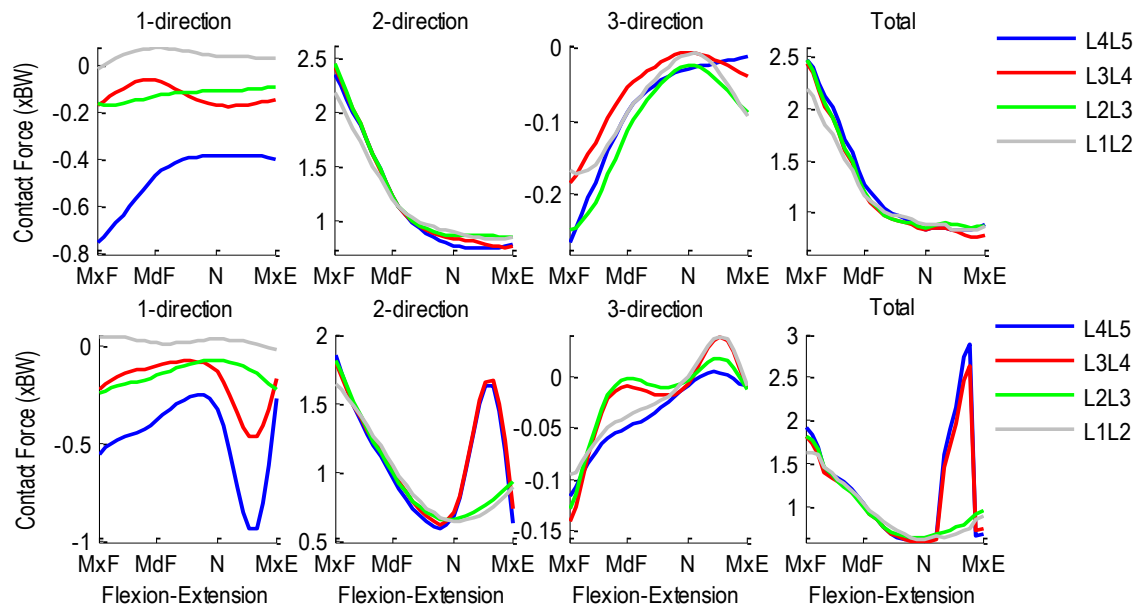 1-direction 2-direction 3-direction Total
Contact Force (xBW)
0
-0.2
-0.4
-0.6
-0.8
MxF MdF N MxE
2.5
2
1.5
1
MxF MdF N MxE
0
-0.1
-0.2
MxF MdF N MxE
2.5
2
1.5
1
MxF MdF N MxE
L4L5
L3L4
L2L3
L1L2
1-direction 2-direction 3-direction Total
Contact Force (xBW)
0
-0.5
-1
MxF MdF N MxE
Flexion-Extension
2
1.5
1
0.5
MxF MdF N MxE
Flexion-Extension
0
-0.05
-0.1
-0.15
MxF MdF N MxE
Flexion-Extension
3
2.5
2
1.5
1
MxF MdF N MxE
Flexion-Extension
L4L5
L3L4
L2L3
L1L2